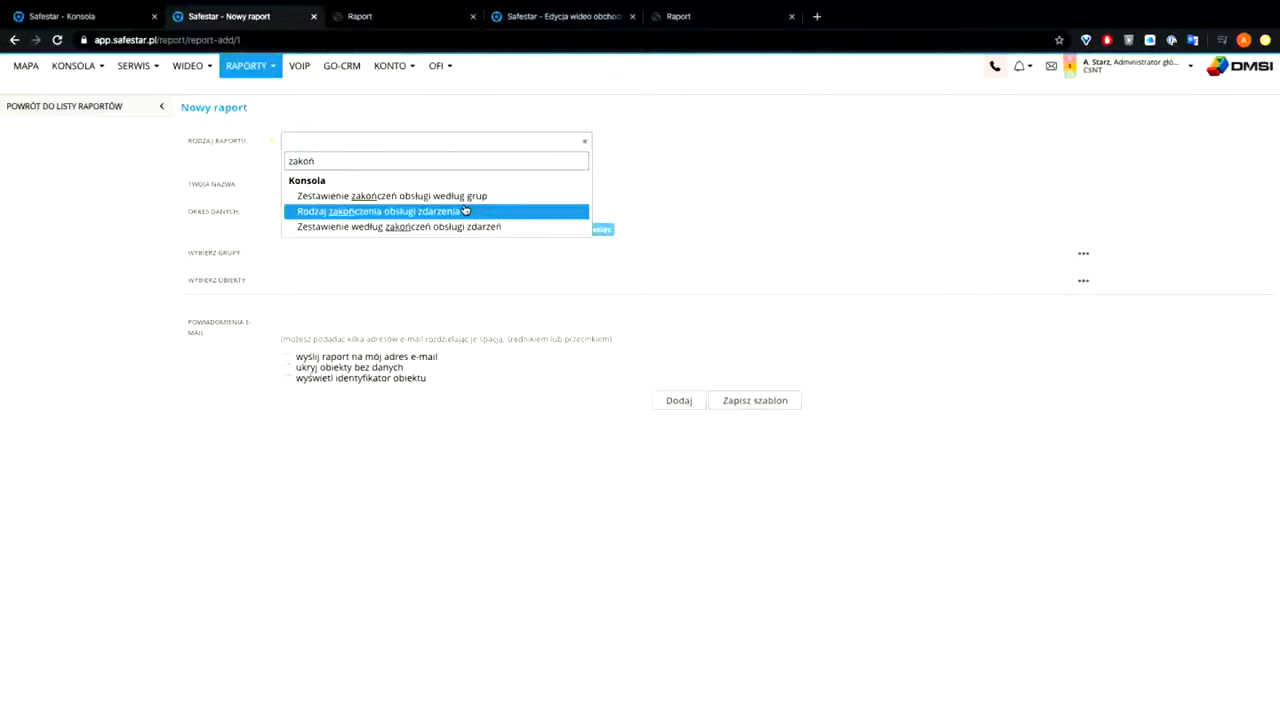 Safestar - Konsola
Safestar - Nowy raport
Raport
Safestar - Edycja wideo obchod
Raport
app.safestar.pl/report/report-add/1
MAPA KONSOLA SERWIS WIDEO RAPORTY VOIP GO-CRM KONTO OFI
A. Starz, Administrator głó...
CSNT
DMSI
POWRÓT DO LISTY RAPORTÓW
Nowy raport
RODZAJ RAPORTU:
zakoń
Konsola
Zestawienie zakończeń obsługi według grup
Rodzaj zakończenia obsługi zdarzenia
Zestawienie według zakończeń obsługi zdarzeń
TWOJA NAZWA:
OKRES DANYCH:
WYBIERZ GRUPY
WYBIERZ OBIEKTY
POWIADOMIENIA E-
MAIL
(możesz podadać kilka adresów e-mail rozdzielając je spacją, średnikiem lub przecinkiem)
wyślij raport na mój adres e-mail
ukryj obiekty bez danych
wyświetl identyfikator obiektu
Dodaj
Zapisz szablon